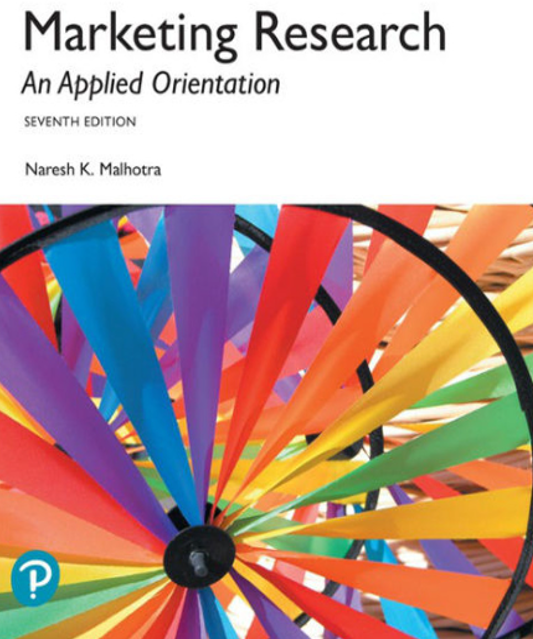 Marketing Research
An Applied Orientation
SEVENTH EDITION
Naresh K. Malhotra
P